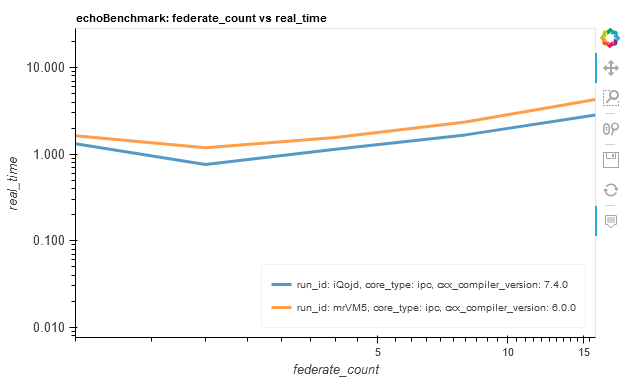 echoBenchmark: federate_count vs real_time
10.000
1.000
0.100
0.010
real_time
run_id: iQojd, core_type: ipc, cxx_compiler_version: 7.4.0
run_id: mrVM5, core_type: ipc, cxx_compiler_version: 6.0.0
5
10
15
federate_count